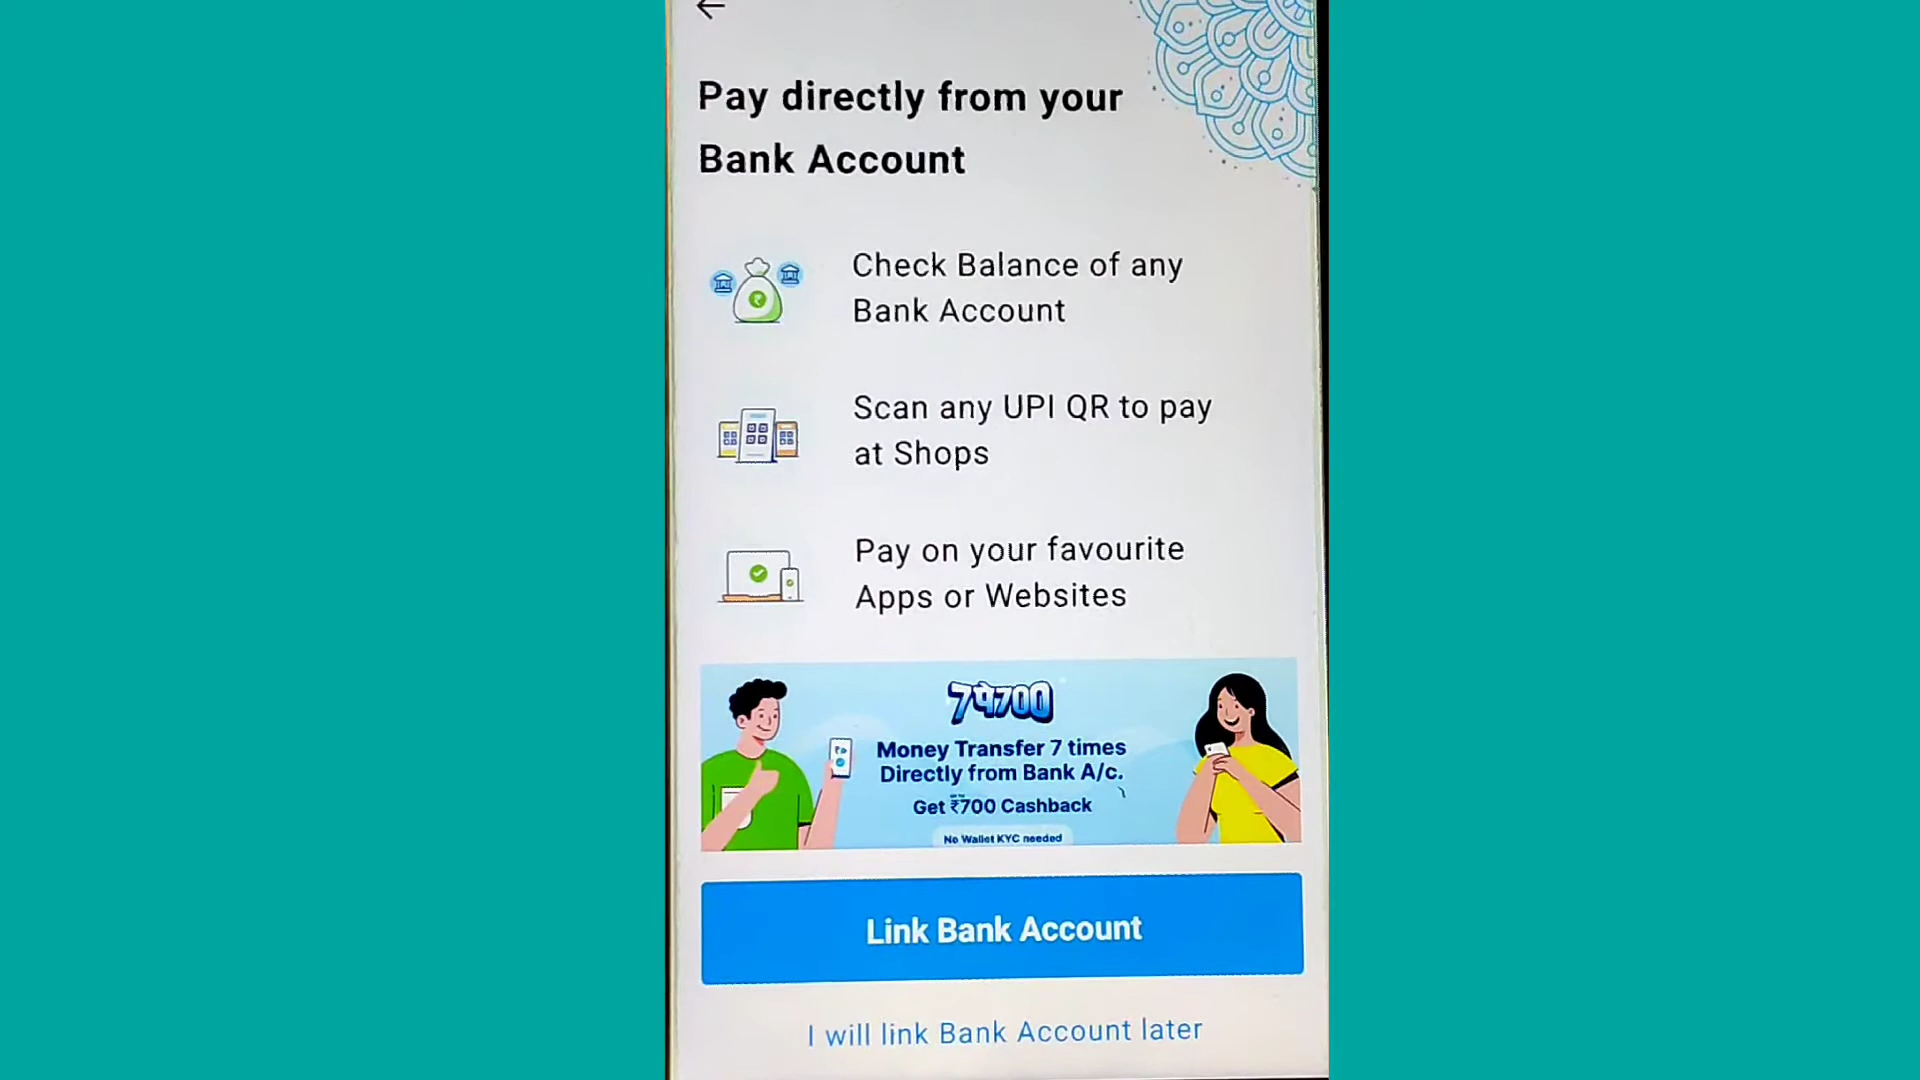 Pay directly from your
Bank Account
Check Balance of any
Bank Account
Scan any UPI QR to pay
at Shops
Pay on your favourite
Apps or Websites
7पे700
Money Transfer 7 times
Directly from Bank A/c.
Get ₹700 Cashback
No Wallet KYC needed
Link Bank Account
I will link Bank Account later